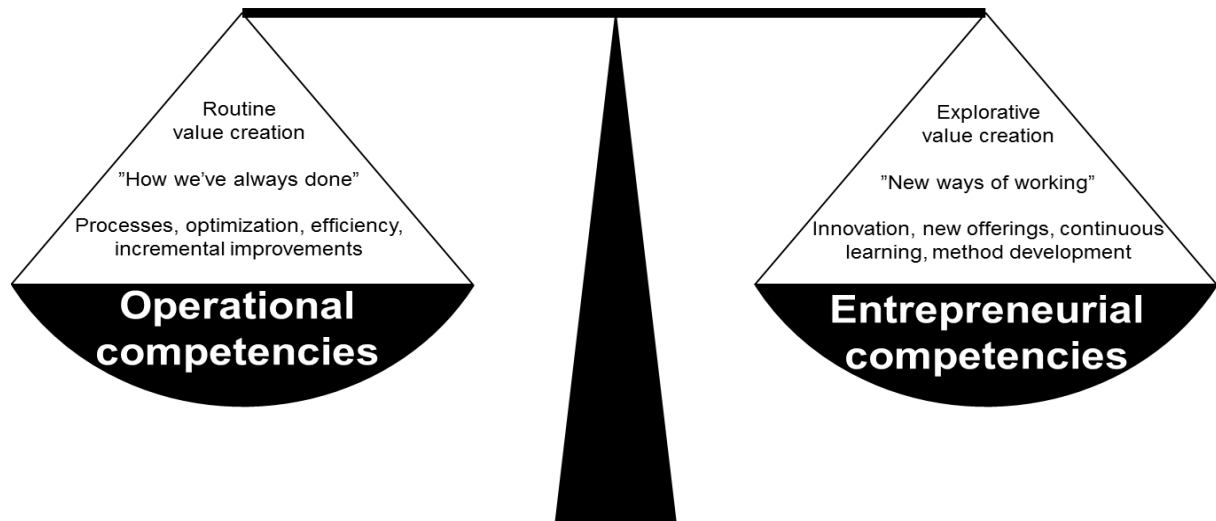 Routine
value creation
”How we’ve always done”
Processes, optimization, efficiency,
incremental improvements
Operational
competencies
Explorative
value creation
”New ways of working”
Innovation, new offerings, continuous
learning, method development
Entrepreneurial
competencies